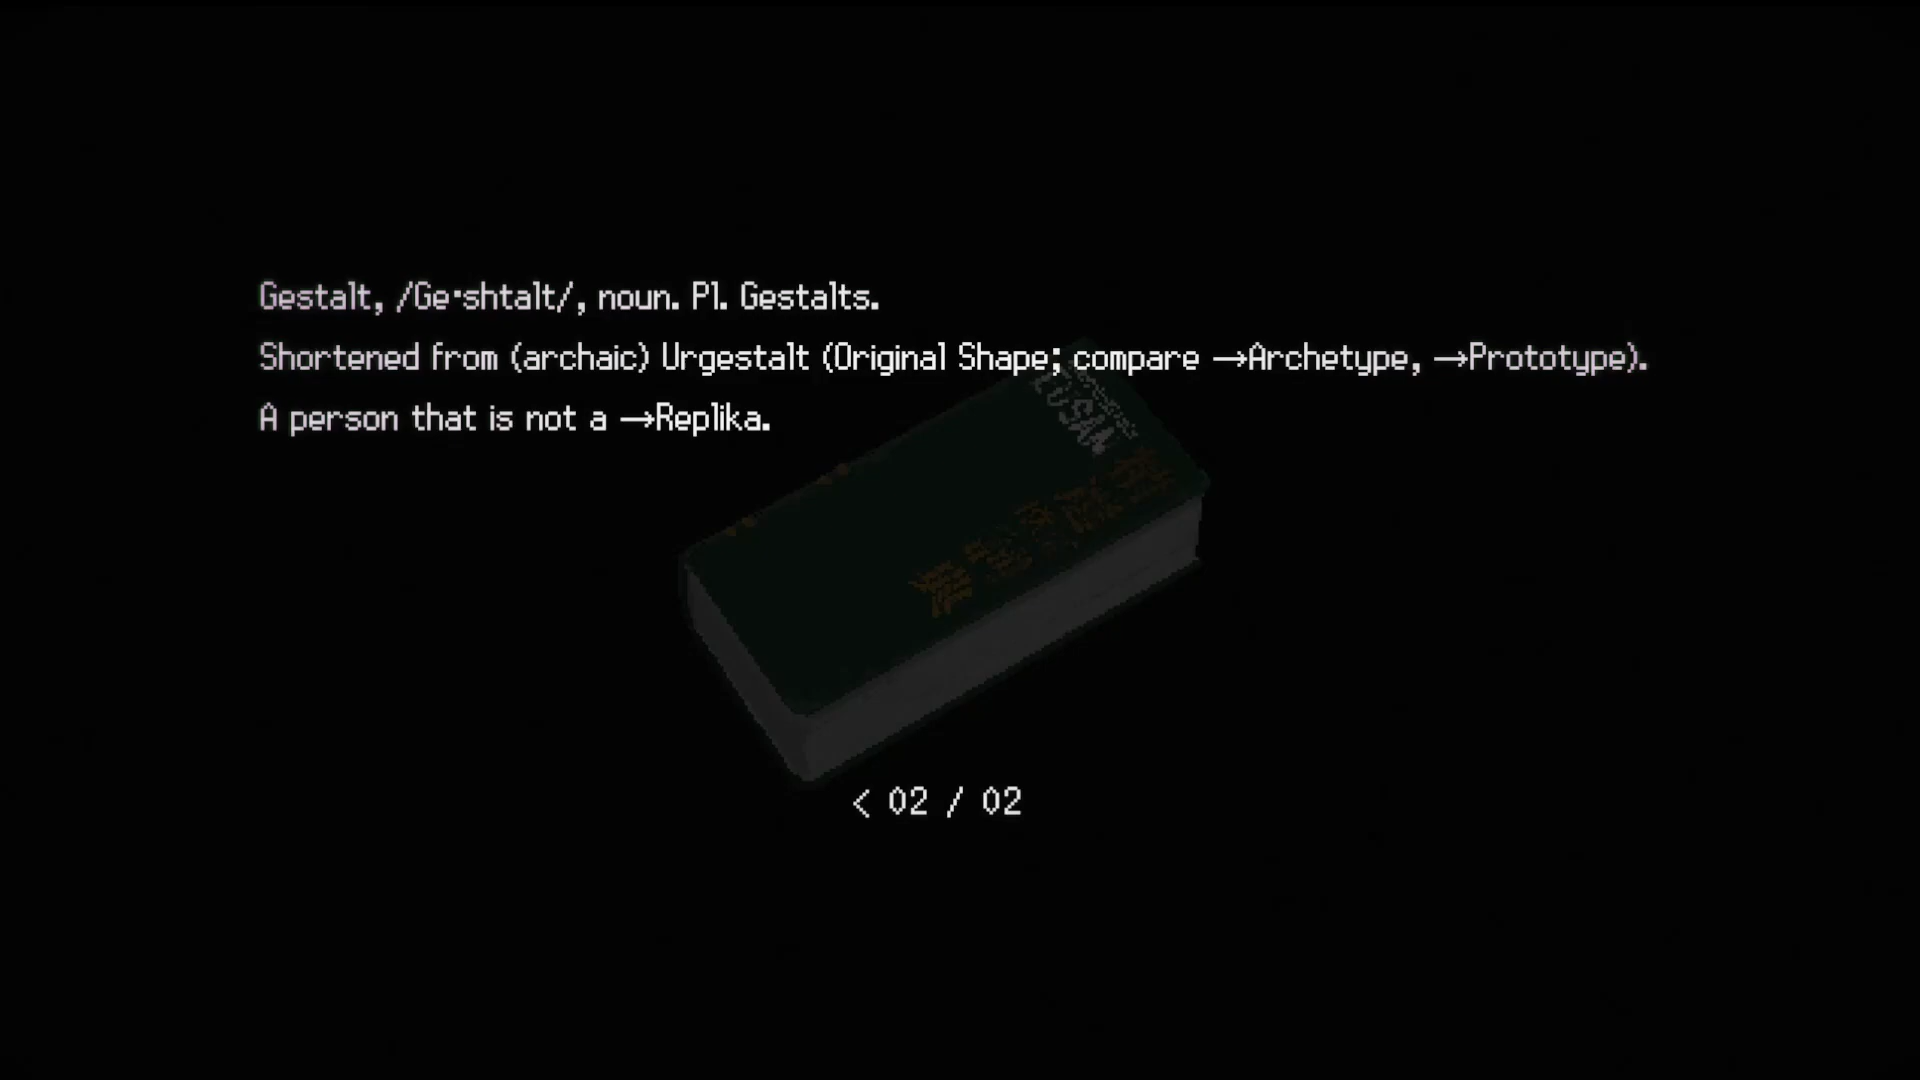 Gestalt, /Ge·shtalt/, noun. Pl. Gestalts.
Shortened from (archaic) Urgestalt (Original Shape; compare →Archetype, →Prototype).
A person that is not a →Replika.
< 02 / 02